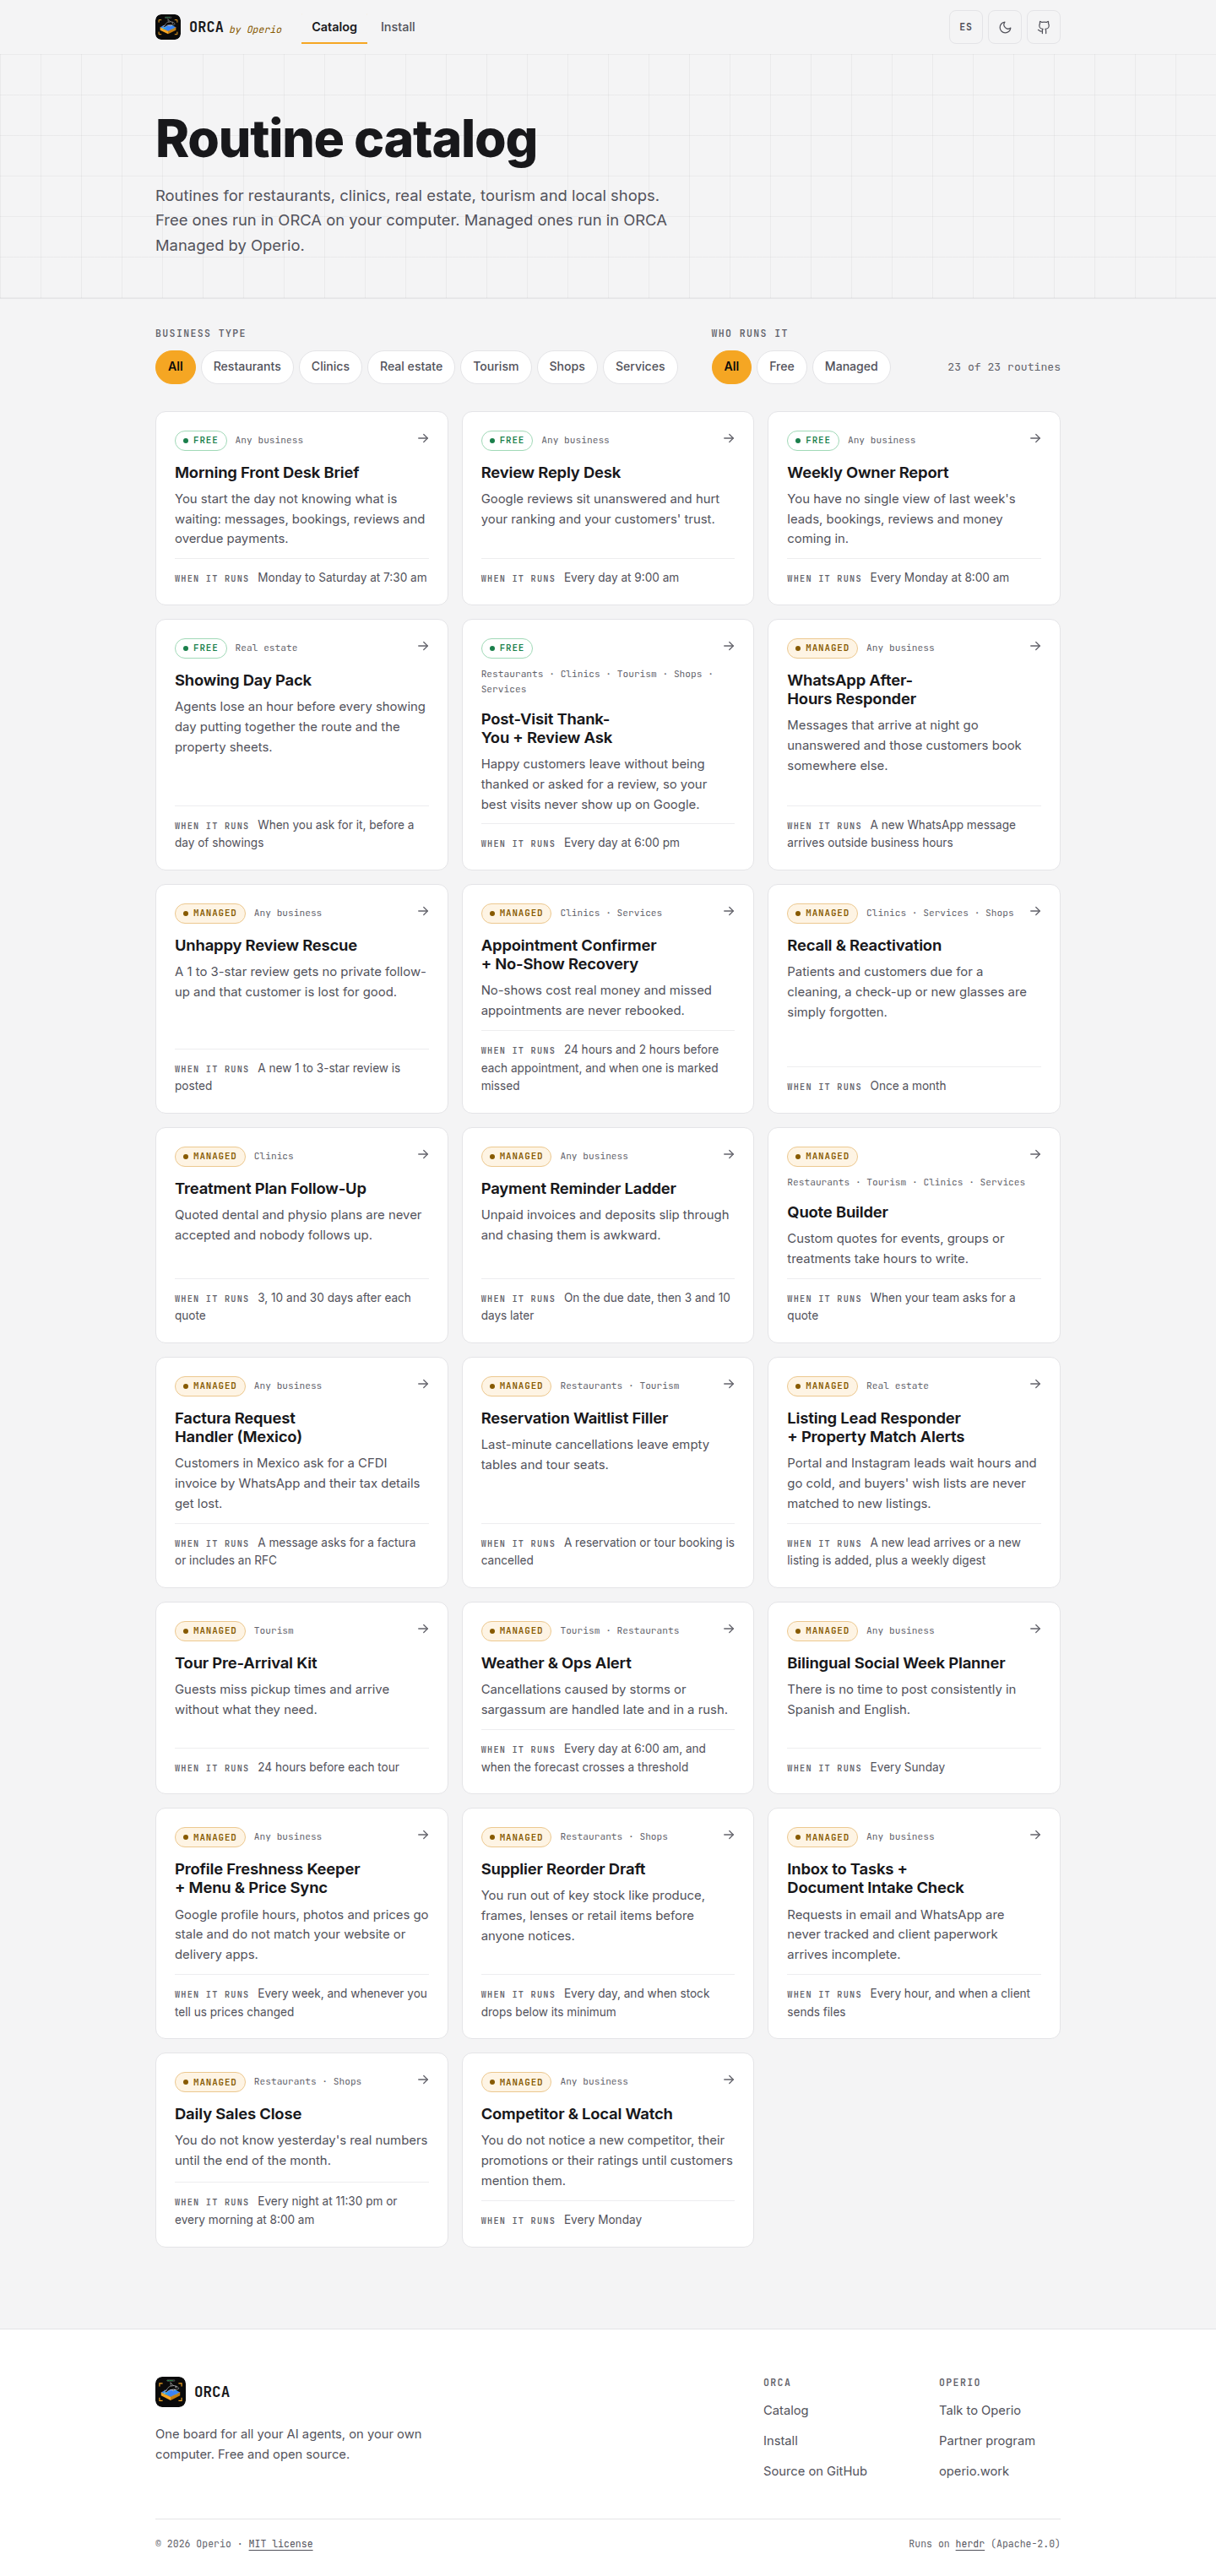 ORCA by Operio
Catalog
Install
ES
Routine catalog
Routines for restaurants, clinics, real estate, tourism and local shops.
Free ones run in ORCA on your computer. Managed ones run in ORCA
Managed by Operio.
BUSINESS TYPE
All
Restaurants
Clinics
Real estate
Tourism
Shops
Services
WHO RUNS IT
All
Free
Managed
23 of 23 routines
FREE Any business
Morning Front Desk Brief
You start the day not knowing what is
waiting: messages, bookings, reviews and
overdue payments.
WHEN IT RUNS Monday to Saturday at 7:30 am
FREE Any business
Review Reply Desk
Google reviews sit unanswered and hurt
your ranking and your customers' trust.
WHEN IT RUNS Every day at 9:00 am
FREE Any business
Weekly Owner Report
You have no single view of last week's
leads, bookings, reviews and money
coming in.
WHEN IT RUNS Every Monday at 8:00 am
FREE Real estate
Showing Day Pack
Agents lose an hour before every showing
day putting together the route and the
property sheets.
WHEN IT RUNS When you ask for it, before a
day of showings
FREE
Restaurants · Clinics · Tourism · Shops ·
Services
Post-Visit Thank-
You + Review Ask
Happy customers leave without being
thanked or asked for a review, so your
best visits never show up on Google.
WHEN IT RUNS Every day at 6:00 pm
MANAGED Any business
WhatsApp After-
Hours Responder
Messages that arrive at night go
unanswered and those customers book
somewhere else.
WHEN IT RUNS A new WhatsApp message
arrives outside business hours
MANAGED Any business
Unhappy Review Rescue
A 1 to 3-star review gets no private follow-
up and that customer is lost for good.
WHEN IT RUNS A new 1 to 3-star review is
posted
MANAGED Clinics · Services
Appointment Confirmer
+ No-Show Recovery
No-shows cost real money and missed
appointments are never rebooked.
WHEN IT RUNS 24 hours and 2 hours before
each appointment, and when one is marked
missed
MANAGED Clinics · Services · Shops
Recall & Reactivation
Patients and customers due for a
cleaning, a check-up or new glasses are
simply forgotten.
WHEN IT RUNS Once a month
MANAGED Clinics
Treatment Plan Follow-Up
Quoted dental and physio plans are never
accepted and nobody follows up.
WHEN IT RUNS 3, 10 and 30 days after each
quote
MANAGED Any business
Payment Reminder Ladder
Unpaid invoices and deposits slip through
and chasing them is awkward.
WHEN IT RUNS On the due date, then 3 and 10
days later
MANAGED
Restaurants · Tourism · Clinics · Services
Quote Builder
Custom quotes for events, groups or
treatments take hours to write.
WHEN IT RUNS When your team asks for a
quote
MANAGED Any business
Factura Request
Handler (Mexico)
Customers in Mexico ask for a CFDI
invoice by WhatsApp and their tax details
get lost.
WHEN IT RUNS A message asks for a factura
or includes an RFC
MANAGED Restaurants · Tourism
Reservation Waitlist Filler
Last-minute cancellations leave empty
tables and tour seats.
WHEN IT RUNS A reservation or tour booking is
cancelled
MANAGED Real estate
Listing Lead Responder
+ Property Match Alerts
Portal and Instagram leads wait hours and
go cold, and buyers' wish lists are never
matched to new listings.
WHEN IT RUNS A new lead arrives or a new
listing is added, plus a weekly digest
MANAGED Tourism
Tour Pre-Arrival Kit
Guests miss pickup times and arrive
without what they need.
WHEN IT RUNS 24 hours before each tour
MANAGED Tourism · Restaurants
Weather & Ops Alert
Cancellations caused by storms or
sargassum are handled late and in a rush.
WHEN IT RUNS Every day at 6:00 am, and
when the forecast crosses a threshold
MANAGED Any business
Bilingual Social Week Planner
There is no time to post consistently in
Spanish and English.
WHEN IT RUNS Every Sunday
MANAGED Any business
Profile Freshness Keeper
+ Menu & Price Sync
Google profile hours, photos and prices go
stale and do not match your website or
delivery apps.
WHEN IT RUNS Every week, and whenever you
tell us prices changed
MANAGED Restaurants · Shops
Supplier Reorder Draft
You run out of key stock like produce,
frames, lenses or retail items before
anyone notices.
WHEN IT RUNS Every day, and when stock
drops below its minimum
MANAGED Any business
Inbox to Tasks +
Document Intake Check
Requests in email and WhatsApp are
never tracked and client paperwork
arrives incomplete.
WHEN IT RUNS Every hour, and when a client
sends files
MANAGED Restaurants · Shops
Daily Sales Close
You do not know yesterday's real numbers
until the end of the month.
WHEN IT RUNS Every night at 11:30 pm or
every morning at 8:00 am
MANAGED Any business
Competitor & Local Watch
You do not notice a new competitor, their
promotions or their ratings until customers
mention them.
WHEN IT RUNS Every Monday
ORCA
One board for all your AI agents, on your own
computer. Free and open source.
ORCA
Catalog
Install
Source on GitHub
OPERIO
Talk to Operio
Partner program
operio.work
© 2026 Operio · MIT license
Runs on herdr (Apache-2.0)